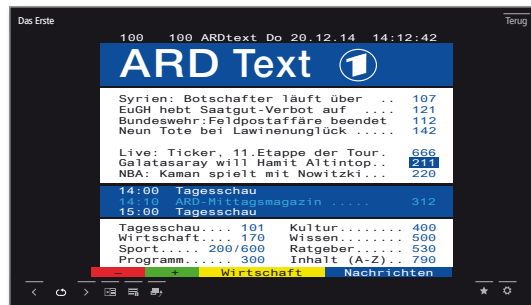 Das Erste Terug
100 100 ARDtext Do 20.12.14 14:12:42
ARD Text 1
Syrien: Botschafter läuft über .. 107
EuGH hebt Saatgut-Verbot auf .... 121
Bundeswehr:Feldpostaffäre beendet 112
Neun Tote bei Lawinenunglück ..... 142
Live: Ticker, 11.Etappe der Tour. 666
Galatasaray will Hamit Altintop.. 211
NBA: Kaman spielt mit Nowitzki... 220
14:00 Tagesschau
14:10 ARD-Mittagsmagazin ..... 312
15:00 Tagesschau
Tagesschau.... 101 Kultur........ 400
Wirtschaft.... 170 Wissen........ 500
Sport..... 200/600 Ratgeber...... 530
Programm...... 300 Inhalt (A-Z).. 790
- + Wirtschaft Nachrichten